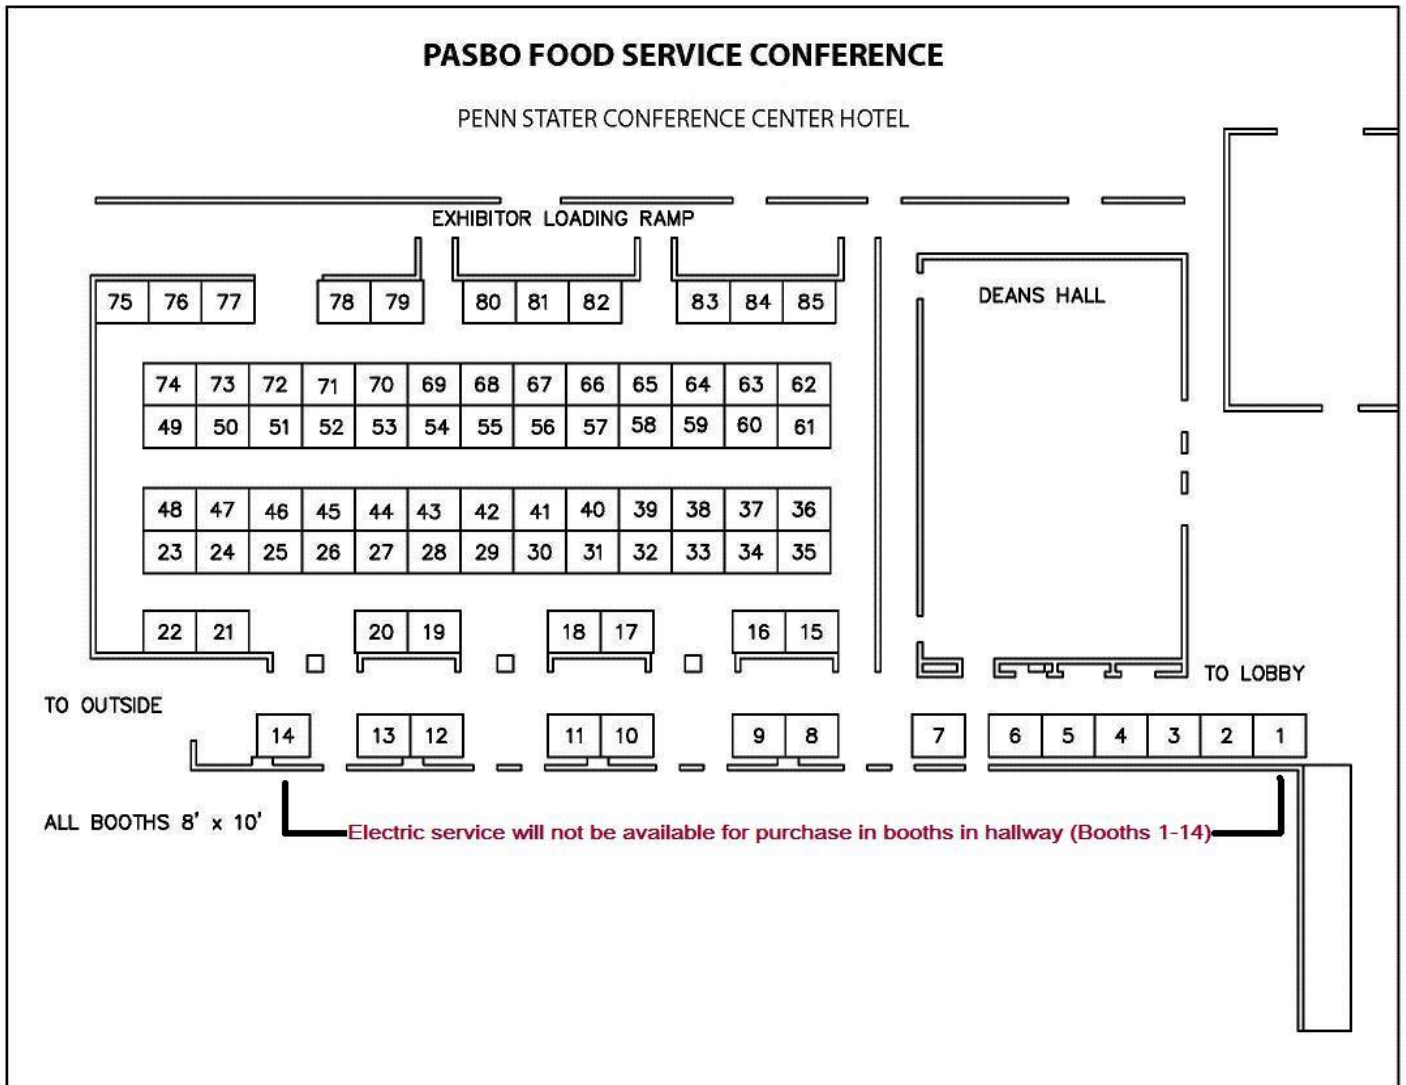 PASBO FOOD SERVICE CONFERENCE
PENN STATER CONFERENCE CENTER HOTEL
EXHIBITOR LOADING RAMP
DEANS HALL
75 76 77 78 79 80 81 82 83 84 85
74 73 72 71 70 69 68 67 66 65 64 63 62
49 50 51 52 53 54 55 56 57 58 59 60 61
48 47 46 45 44 43 42 41 40 39 38 37 36
23 24 25 26 27 28 29 30 31 32 33 34 35
22 21 20 19 18 17 16 15
TO LOBBY
TO OUTSIDE
14 13 12 11 10 9 8 7 6 5 4 3 2 1
ALL BOOTHS 8' x 10'
Electric service will not be available for purchase in booths in hallway (Booths 1-14)